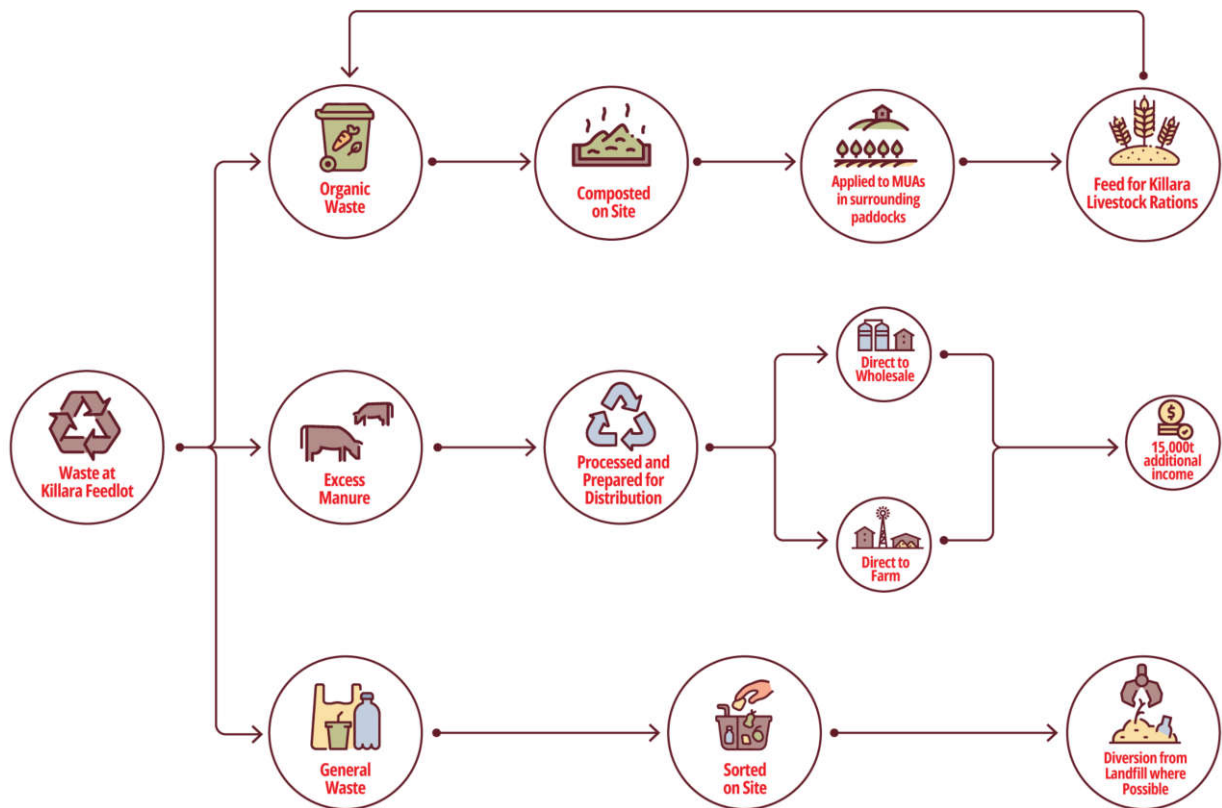 Organic
Waste
Composted
on Site
Applied to MUAs
in surrounding
paddocks
Feed for Killara
Livestock Rations
Waste at
Killara Feedlot
Excess
Manure
Processed and
Prepared for
Distribution
Direct to
Wholesale
Direct to
Farm
$
15,000t
additional
income
General
Waste
Sorted
on Site
Diversion from
Landfill where
Possible